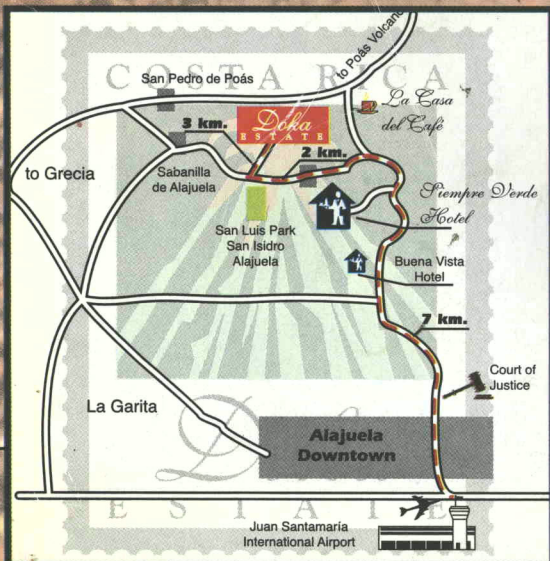 to Poás Volcano
COSTA RICA
San Pedro de Poás
La Casa
del Café
Doka
ESTATE
3 km.
2 km.
to Grecia
Sabanilla
de Alajuela
Siempre Verde
Hotel
San Luis Park
San Isidro
Alajuela
Buena Vista
Hotel
7 km.
Court of
Justice
La Garita
Alajuela
Downtown
ESTATE
Juan Santamaría
International Airport